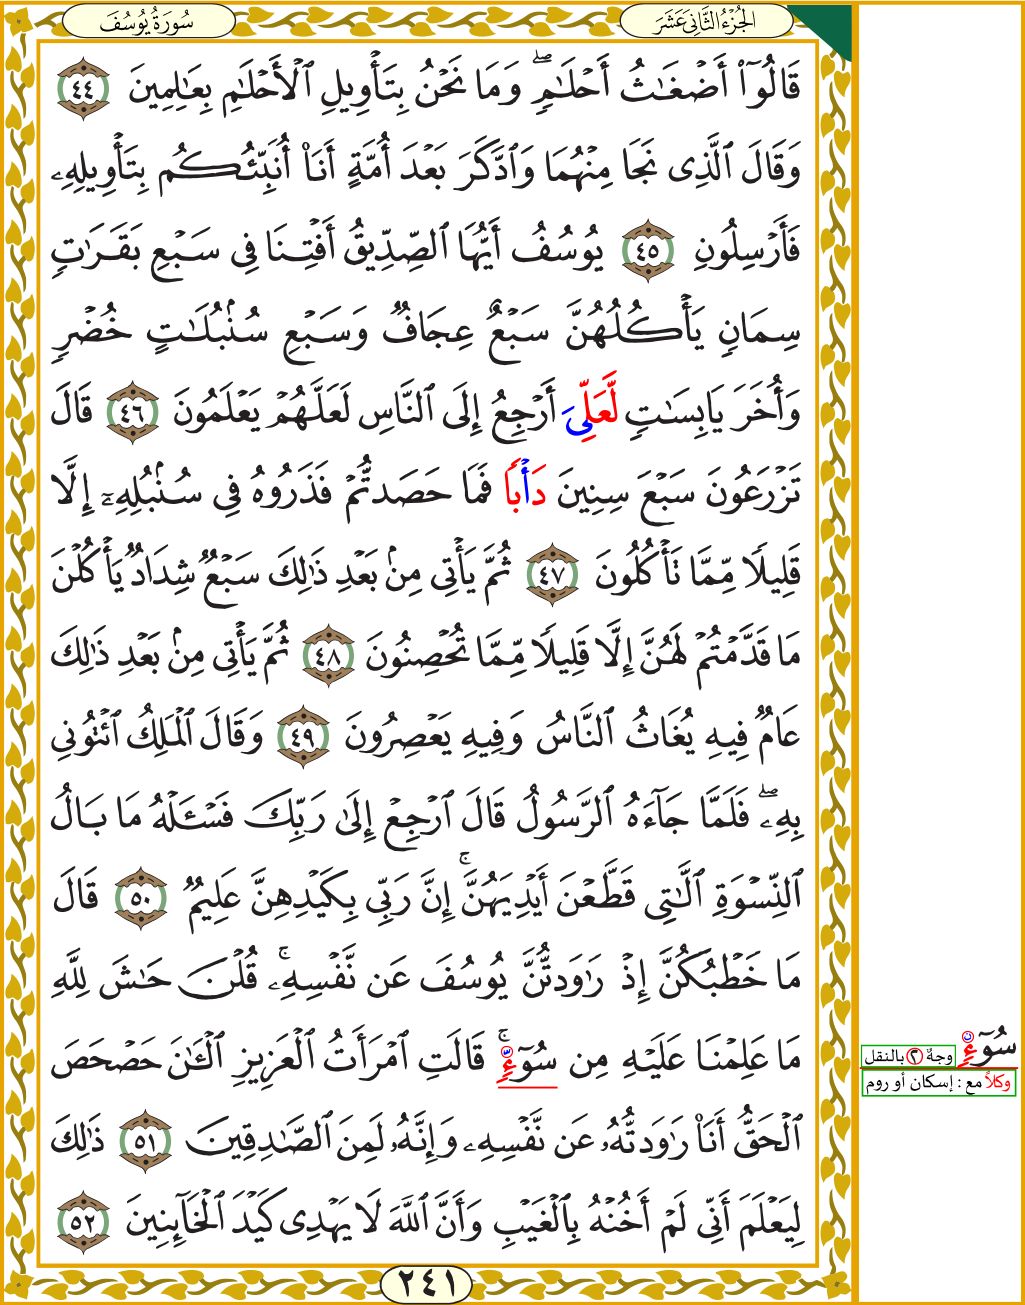 سُورَةُ يُوسُفَ
الجُزْءُ الثَّانِي عَشَرَ
قَالُوٓا۟ أَضْغَـٰثُ أَحْلَـٰمٍ ۖ وَمَا نَحْنُ بِتَأْوِيلِ ٱلْأَحْلَـٰمِ بِعَـٰلِمِينَ ٤٤
وَقَالَ ٱلَّذِى نَجَا مِنْهُمَا وَٱدَّكَرَ بَعْدَ أُمَّةٍ أَنَا۠ أُنَبِّئُكُم بِتَأْوِيلِهِۦ
فَأَرْسِلُونِ ٤٥ يُوسُفُ أَيُّهَا ٱلصِّدِّيقُ أَفْتِنَا فِى سَبْعِ بَقَرَٰتٍ
سِمَانٍ يَأْكُلُهُنَّ سَبْعٌ عِجَافٌ وَسَبْعِ سُنۢبُلَـٰتٍ خُضْرٍ
وَأُخَرَ يَابِسَـٰتٍ لَّعَلِّىَ أَرْجِعُ إِلَى ٱلنَّاسِ لَعَلَّهُمْ يَعْلَمُونَ ٤٦ قَالَ
تَزْرَعُونَ سَبْعَ سِنِينَ دَأْبًا فَمَا حَصَدتُّمْ فَذَرُوهُ فِى سُنۢبُلِهِۦٓ إِلَّا
قَلِيلًا مِّمَّا تَأْكُلُونَ ٤٧ ثُمَّ يَأْتِى مِنۢ بَعْدِ ذَٰلِكَ سَبْعٌ شِدَادٌ يَأْكُلْنَ
مَا قَدَّمْتُمْ لَهُنَّ إِلَّا قَلِيلًا مِّمَّا تُحْصِنُونَ ٤٨ ثُمَّ يَأْتِى مِنۢ بَعْدِ ذَٰلِكَ
عَامٌ فِيهِ يُغَاثُ ٱلنَّاسُ وَفِيهِ يَعْصِرُونَ ٤٩ وَقَالَ ٱلْمَلِكُ ٱئْتُونِى
بِهِۦ ۖ فَلَمَّا جَآءَهُ ٱلرَّسُولُ قَالَ ٱرْجِعْ إِلَىٰ رَبِّكَ فَسْـَٔلْهُ مَا بَالُ
ٱلنِّسْوَةِ ٱلَّـٰتِى قَطَّعْنَ أَيْدِيَهُنَّ ۚ إِنَّ رَبِّى بِكَيْدِهِنَّ عَلِيمٌ ٥٠ قَالَ
مَا خَطْبُكُنَّ إِذْ رَٰوَدتُّنَّ يُوسُفَ عَن نَّفْسِهِۦ ۚ قُلْنَ حَـٰشَ لِلَّهِ
مَا عَلِمْنَا عَلَيْهِ مِن سُوٓءٍ ۚ قَالَتِ ٱمْرَأَتُ ٱلْعَزِيزِ ٱلْـَٔـٰنَ حَصْحَصَ
سُوٓءٍ وجهٌ ٢ بالنقل
وكلاً مع : إسكان أو روم
ٱلْحَقُّ أَنَا۠ رَٰوَدتُّهُۥ عَن نَّفْسِهِۦ وَإِنَّهُۥ لَمِنَ ٱلصَّـٰدِقِينَ ٥١ ذَٰلِكَ
لِيَعْلَمَ أَنِّى لَمْ أَخُنْهُ بِٱلْغَيْبِ وَأَنَّ ٱللَّهَ لَا يَهْدِى كَيْدَ ٱلْخَآئِنِينَ ٥٢
٢٤١